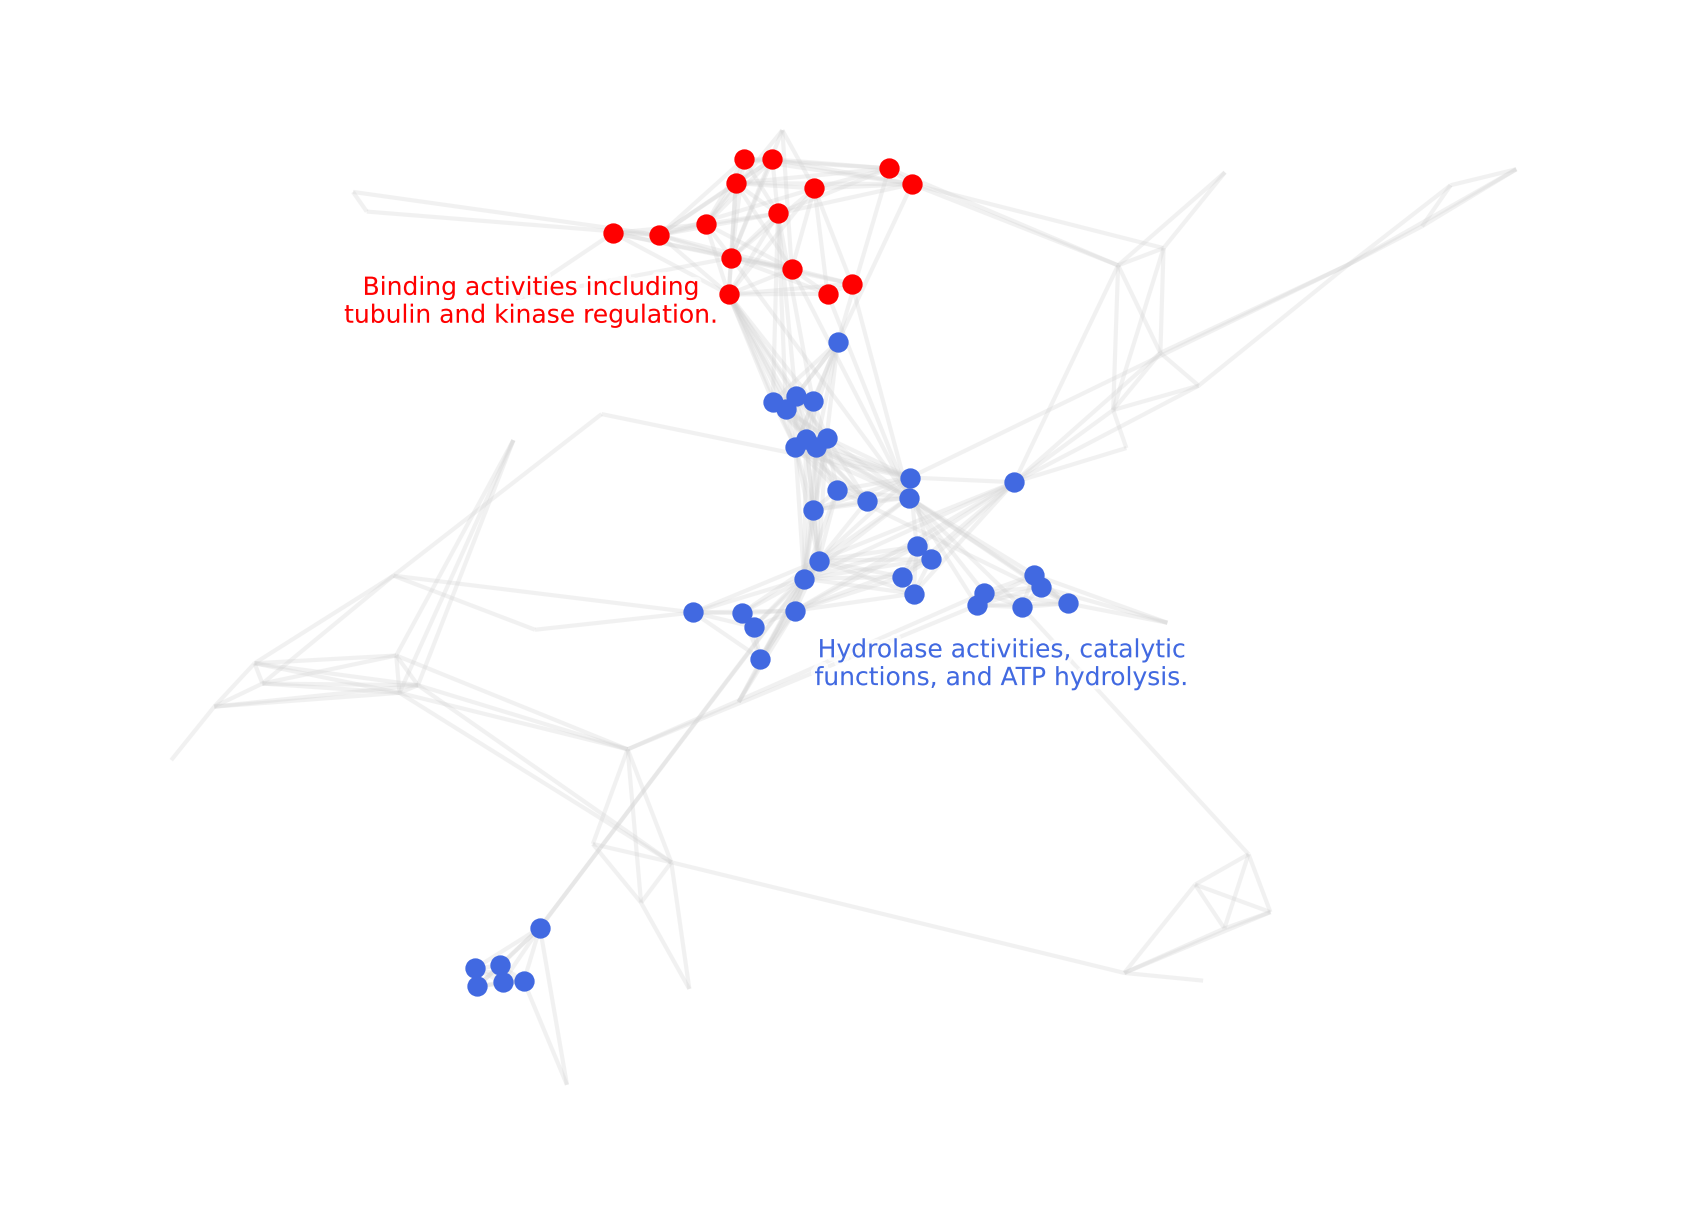 Binding activities including
tubulin and kinase regulation.
Hydrolase activities, catalytic
functions, and ATP hydrolysis.